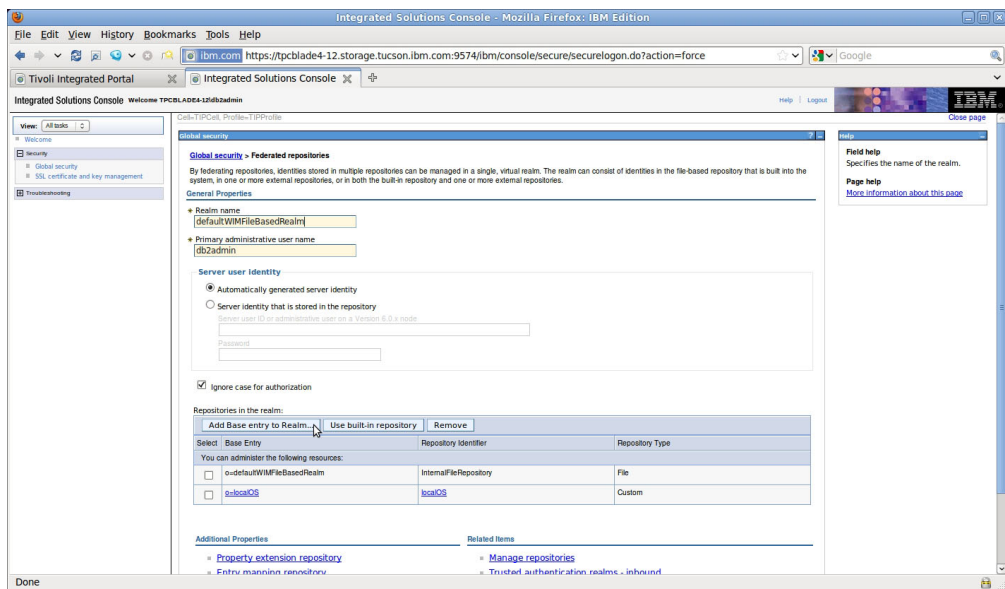 Integrated Solutions Console - Mozilla Firefox: IBM Edition
File Edit View History Bookmarks Tools Help
ibm.com https://tpcblade4-12.storage.tucson.ibm.com:9574/ibm/console/secure/securelogon.do?action=force
Google
Tivoli Integrated Portal
Integrated Solutions Console
Integrated Solutions Console Welcome TPCBLADE4-12\db2admin
Help | Logout
IBM.
View: All tasks
Welcome
Security
Global security
SSL certificate and key management
Troubleshooting
Cell=TIPCell, Profile=TIPProfile
Close page
Global security
? -
Global security > Federated repositories
By federating repositories, identities stored in multiple repositories can be managed in a single, virtual realm. The realm can consist of identities in the file-based repository that is built into the
system, in one or more external repositories, or in both the built-in repository and one or more external repositories.
General Properties
Realm name
defaultWIMFileBasedRealm
Primary administrative user name
db2admin
Server user identity
Automatically generated server identity
Server identity that is stored in the repository
Server user ID or administrative user on a Version 6.0.x node
Password
Ignore case for authorization
Repositories in the realm:
Add Base entry to Realm... Use built-in repository Remove
Select Base Entry Repository Identifier Repository Type
You can administer the following resources:
o=defaultWIMFileBasedRealm InternalFileRepository File
o=localOS localOS Custom
Additional Properties
Property extension repository
Entry mapping repository
Related Items
Manage repositories
Trusted authentication realms - inbound
Help
Field help
Specifies the name of the realm.
Page help
More information about this page
Done